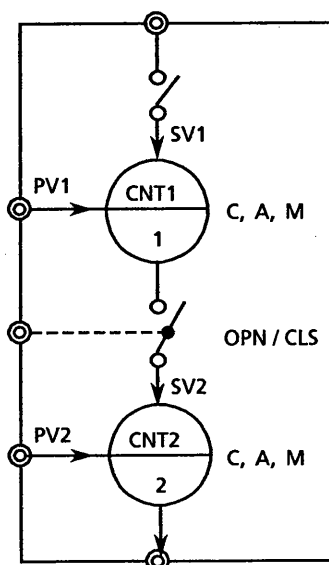 SV1
PV1
CNT1
1
C, A, M
OPN / CLS
SV2
PV2
CNT2
2
C, A, M